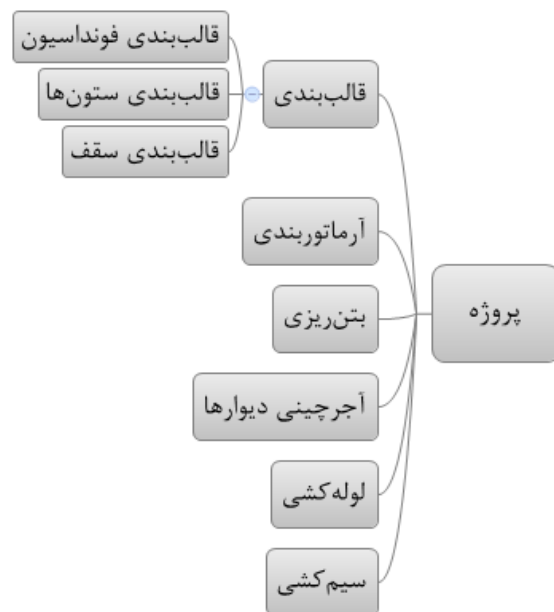 پروژه
قالب‌بندی
قالب‌بندی فونداسیون
قالب‌بندی ستون‌ها
قالب‌بندی سقف
آرماتوربندی
بتن‌ریزی
آجرچینی دیوارها
لوله‌کشی
سیم‌کشی